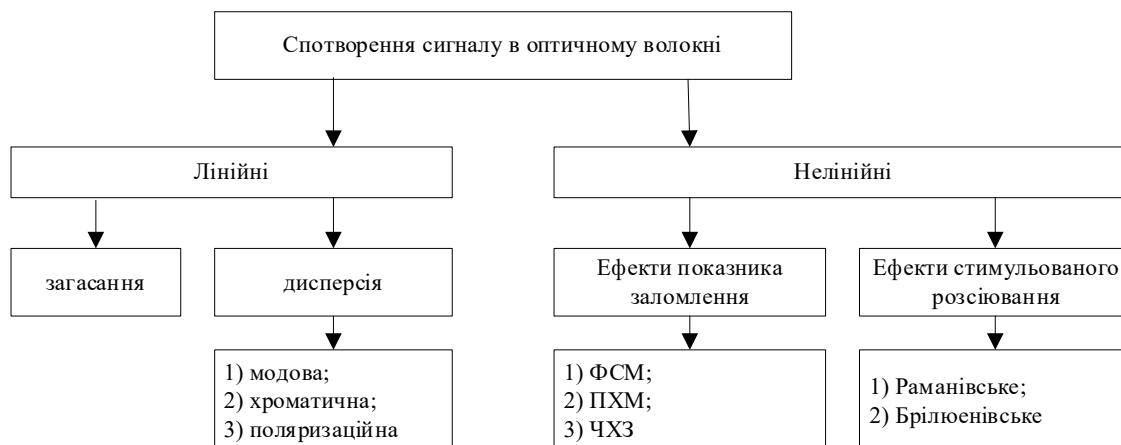 Спотворення сигналу в оптичному волокні
Лінійні
Нелінійні
загасання
дисперсія
Ефекти показника
заломлення
Ефекти стимульованого
розсіювання
1) модова;
2) хроматична;
3) поляризаційна
1) ФСМ;
2) ПХМ;
3) ЧХЗ
1) Раманівське;
2) Брілюенівське